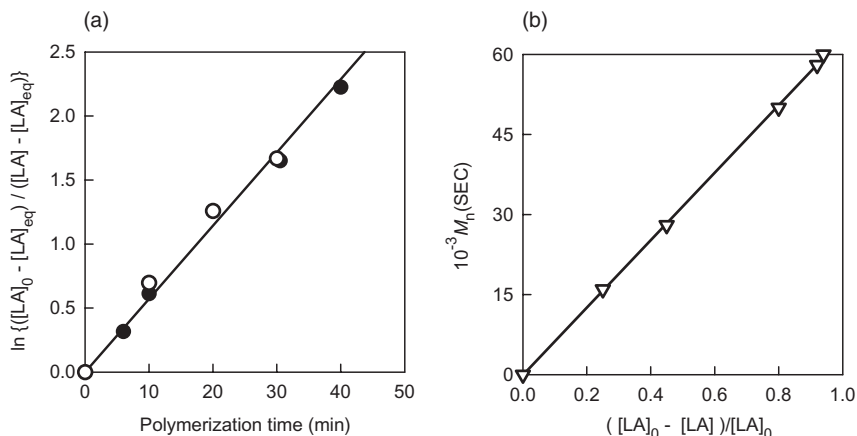 (a)
2.5
2.0
1.5
1.0
0.5
0.0
0 10 20 30 40 50
Polymerization time (min)
ln {([LA]0 - [LA]eq) / ([LA] - [LA]eq)}
(b)
60
45
30
15
0
0.0 0.2 0.4 0.6 0.8 1.0
( [LA]0 - [LA] )/[LA]0
10-3Mn(SEC)